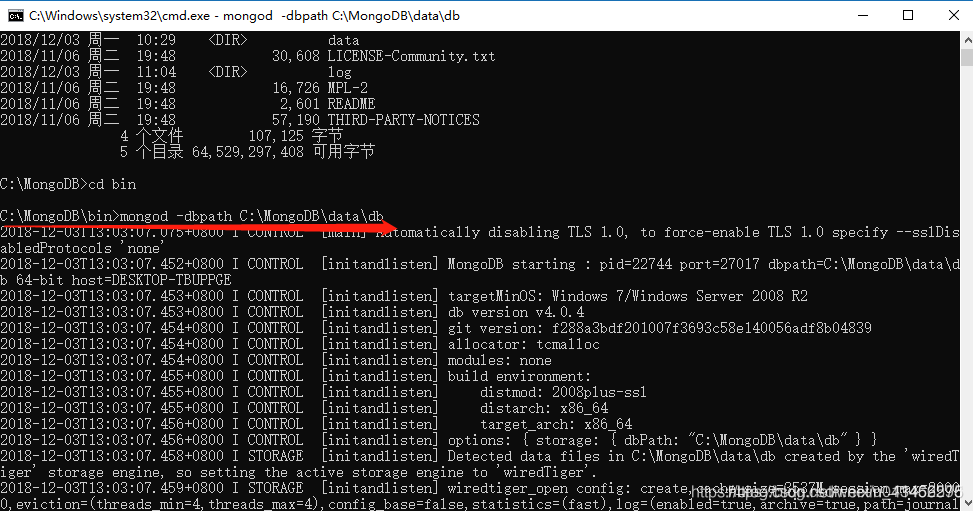 C:\Windows\system32\cmd.exe - mongod  -dbpath C:\MongoDB\data\db
2018/12/03 周一  10:29    <DIR>          data
2018/11/06 周二  19:48            30,608 LICENSE-Community.txt
2018/12/03 周一  11:04    <DIR>          log
2018/11/06 周二  19:48            16,726 MPL-2
2018/11/06 周二  19:48             2,601 README
2018/11/06 周二  19:48            57,190 THIRD-PARTY-NOTICES
4 个文件        107,125 字节
5 个目录 64,529,297,408 可用字节
C:\MongoDB>cd bin
C:\MongoDB\bin>mongod -dbpath C:\MongoDB\data\db
2018-12-03T13:03:07.075+0800 I CONTROL  [main] Automatically disabling TLS 1.0, to force-enable TLS 1.0 specify --sslDis
abledProtocols 'none'
2018-12-03T13:03:07.452+0800 I CONTROL  [initandlisten] MongoDB starting : pid=22744 port=27017 dbpath=C:\MongoDB\data\d
b 64-bit host=DESKTOP-TBUPPGE
2018-12-03T13:03:07.453+0800 I CONTROL  [initandlisten] targetMinOS: Windows 7/Windows Server 2008 R2
2018-12-03T13:03:07.453+0800 I CONTROL  [initandlisten] db version v4.0.4
2018-12-03T13:03:07.454+0800 I CONTROL  [initandlisten] git version: f288a3bdf201007f3693c58e140056adf8b04839
2018-12-03T13:03:07.454+0800 I CONTROL  [initandlisten] allocator: tcmalloc
2018-12-03T13:03:07.455+0800 I CONTROL  [initandlisten] modules: none
2018-12-03T13:03:07.455+0800 I CONTROL  [initandlisten] build environment:
2018-12-03T13:03:07.455+0800 I CONTROL  [initandlisten]     distmod: 2008plus-ssl
2018-12-03T13:03:07.455+0800 I CONTROL  [initandlisten]     distarch: x86_64
2018-12-03T13:03:07.456+0800 I CONTROL  [initandlisten]     target_arch: x86_64
2018-12-03T13:03:07.456+0800 I CONTROL  [initandlisten] options: { storage: { dbPath: "C:\MongoDB\data\db" } }
2018-12-03T13:03:07.458+0800 I STORAGE  [initandlisten] Detected data files in C:\MongoDB\data\db created by the 'wiredT
iger' storage engine, so setting the active storage engine to 'wiredTiger'.
2018-12-03T13:03:07.459+0800 I STORAGE  [initandlisten] wiredtiger_open config: create,
0,eviction=(threads_min=4,threads_max=4),config_base=false,statistics=(fast),log=(enabled=true,archive=true,path=journal